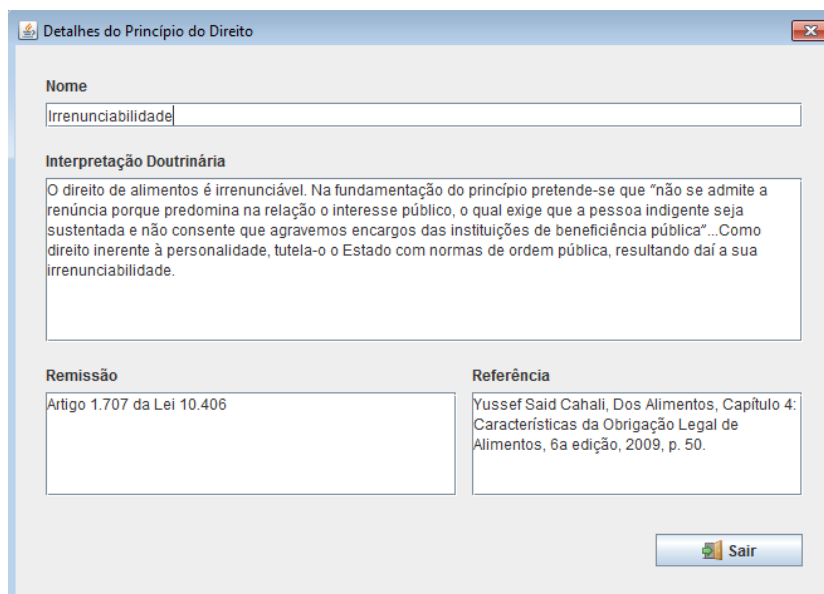 Detalhes do Princípio do Direito
Nome
Irrenunciabilidade
Interpretação Doutrinária
O direito de alimentos é irrenunciável. Na fundamentação do princípio pretende-se que "não se admite a
renúncia porque predomina na relação o interesse público, o qual exige que a pessoa indigente seja
sustentada e não consente que agravemos encargos das instituições de beneficiência pública"...Como
direito inerente à personalidade, tutela-o o Estado com normas de ordem pública, resultando daí a sua
irrenunciabilidade.
Remissão
Artigo 1.707 da Lei 10.406
Referência
Yussef Said Cahali, Dos Alimentos, Capítulo 4:
Características da Obrigação Legal de
Alimentos, 6a edição, 2009, p. 50.
Sair